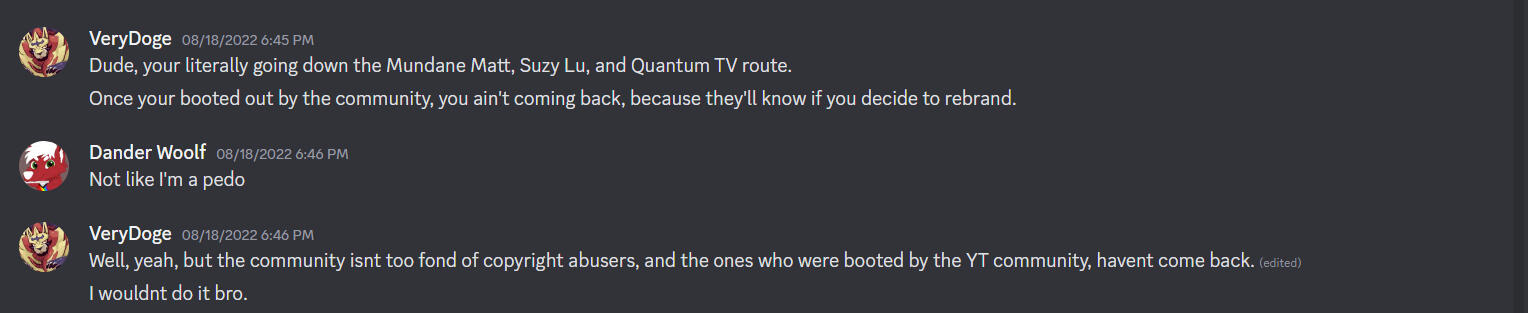 VeryDoge 08/18/2022 6:45 PM
Dude, your literally going down the Mundane Matt, Suzy Lu, and Quantum TV route.
Once your booted out by the community, you ain't coming back, because they'll know if you decide to rebrand.
Dander Woolf 08/18/2022 6:46 PM
Not like I'm a pedo
VeryDoge 08/18/2022 6:46 PM
Well, yeah, but the community isnt too fond of copyright abusers, and the ones who were booted by the YT community, havent come back. (edited)
I wouldnt do it bro.